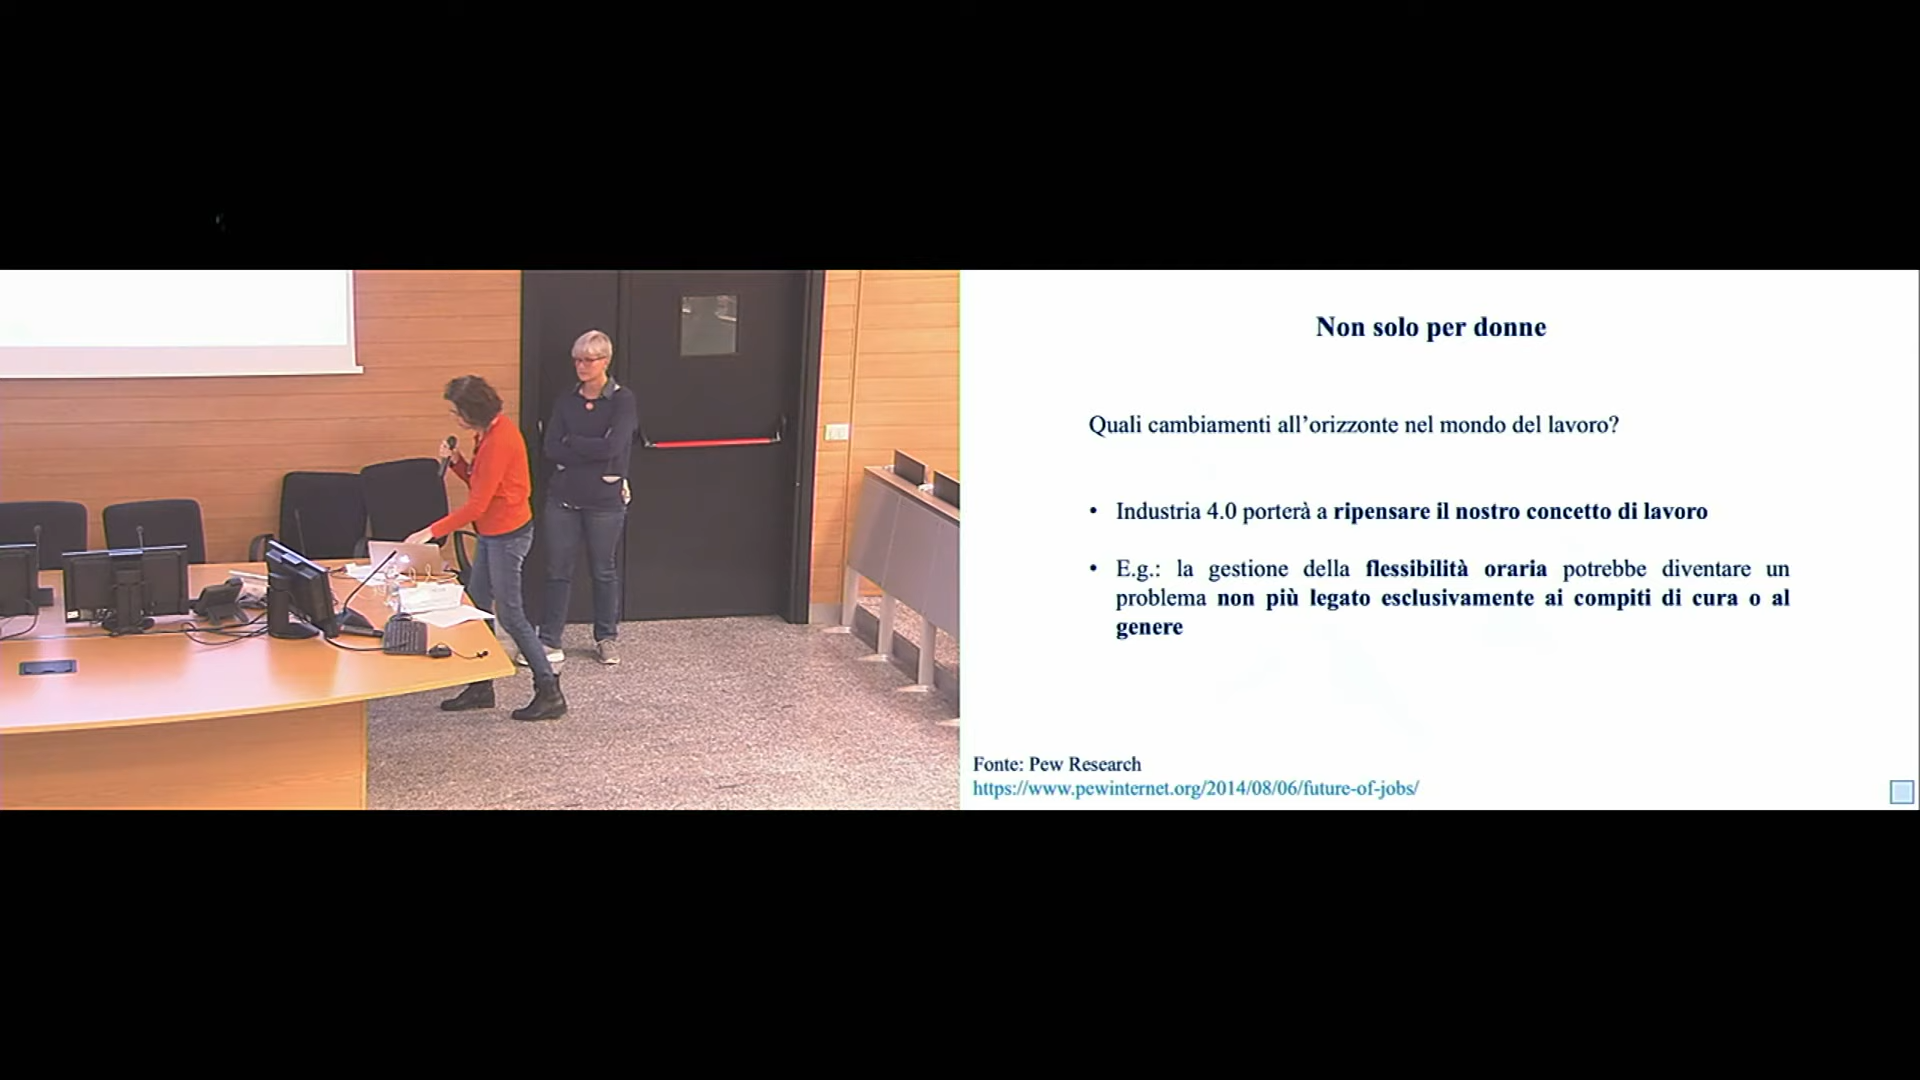 Non solo per donne
Quali cambiamenti all’orizzonte nel mondo del lavoro?
• Industria 4.0 porterà a ripensare il nostro concetto di lavoro
• E.g.: la gestione della flessibilità oraria potrebbe diventare un
problema non più legato esclusivamente ai compiti di cura o al
genere
Fonte: Pew Research
https://www.pewinternet.org/2014/08/06/future-of-jobs/